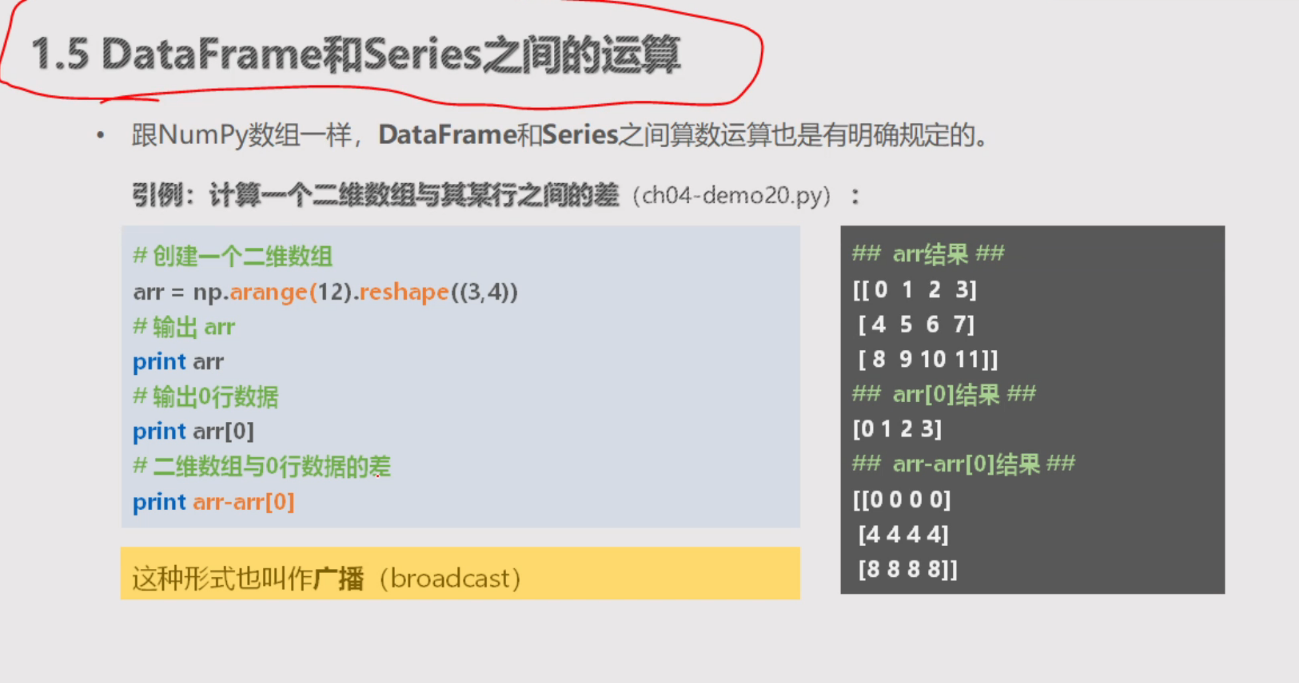 1.5 DataFrame和Series之间的运算
• 跟NumPy数组一样，DataFrame和Series之间算数运算也是有明确规定的。
引例：计算一个二维数组与其某行之间的差（ch04-demo20.py）：
# 创建一个二维数组
arr = np.arange(12).reshape((3,4))
# 输出 arr
print arr
# 输出0行数据
print arr[0]
# 二维数组与0行数据的差
print arr-arr[0]
这种形式也叫作广播（broadcast）
## arr结果 ##
[[ 0 1 2 3]
[ 4 5 6 7]
[ 8 9 10 11]]
## arr[0]结果 ##
[0 1 2 3]
## arr-arr[0]结果 ##
[[0 0 0 0]
[4 4 4 4]
[8 8 8 8]]